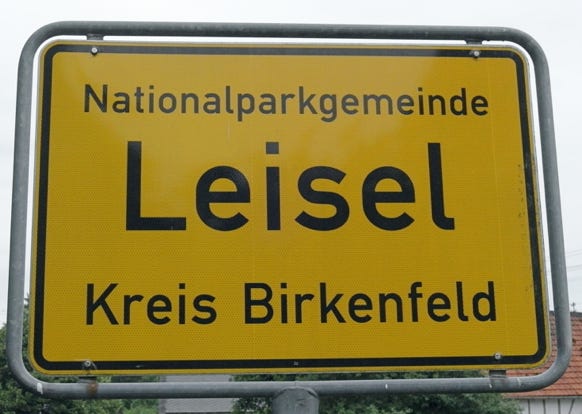 Nationalparkgemeinde
Leisel
Kreis Birkenfeld